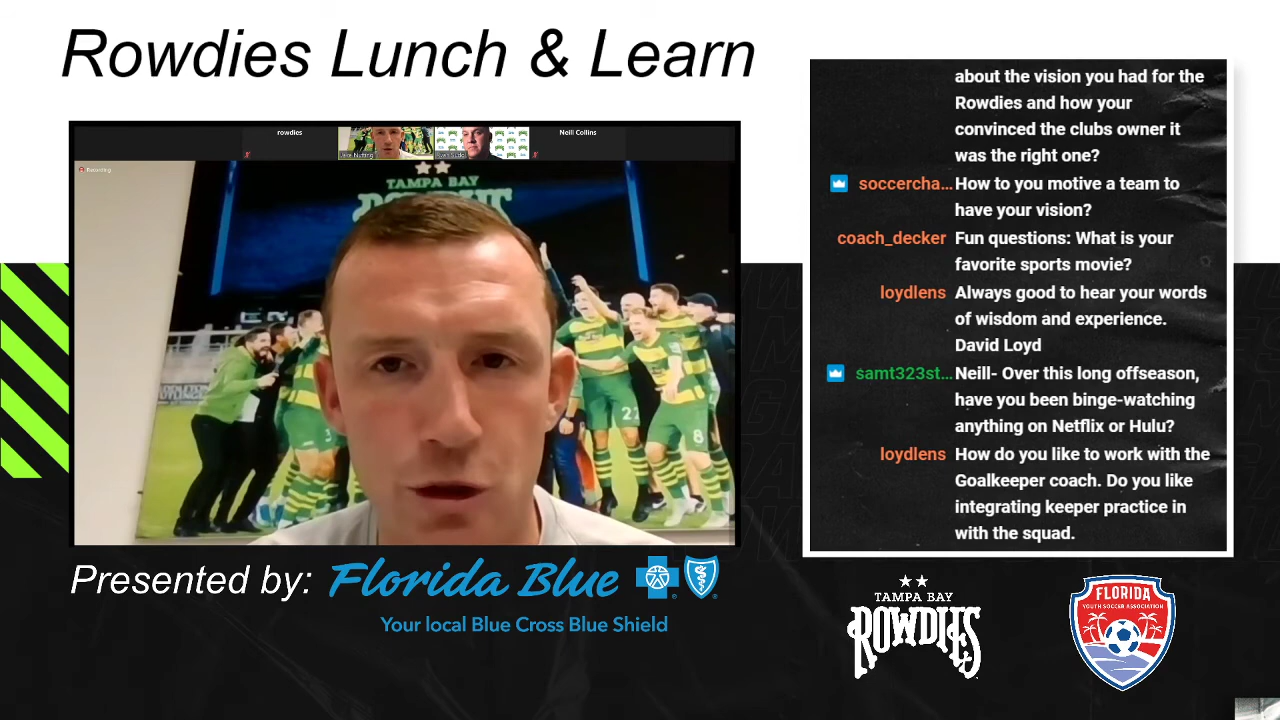 Rowdies Lunch & Learn
rowdies
Neill Collins
Jake Nutting
Recording
TAMPA BAY
22
8
about the vision you had for the
Rowdies and how your
convinced the clubs owner it
was the right one?
soccercha... How to you motive a team to
have your vision?
coach_decker Fun questions: What is your
favorite sports movie?
loydlens Always good to hear your words
of wisdom and experience.
David Loyd
samt323st... Neill- Over this long offseason,
have you been binge-watching
anything on Netflix or Hulu?
loydlens How do you like to work with the
Goalkeeper coach. Do you like
integrating keeper practice in
with the squad.
Presented by: Florida Blue
Your local Blue Cross Blue Shield
TAMPA BAY
ROWDIES
FLORIDA
YOUTH SOCCER ASSOCIATION